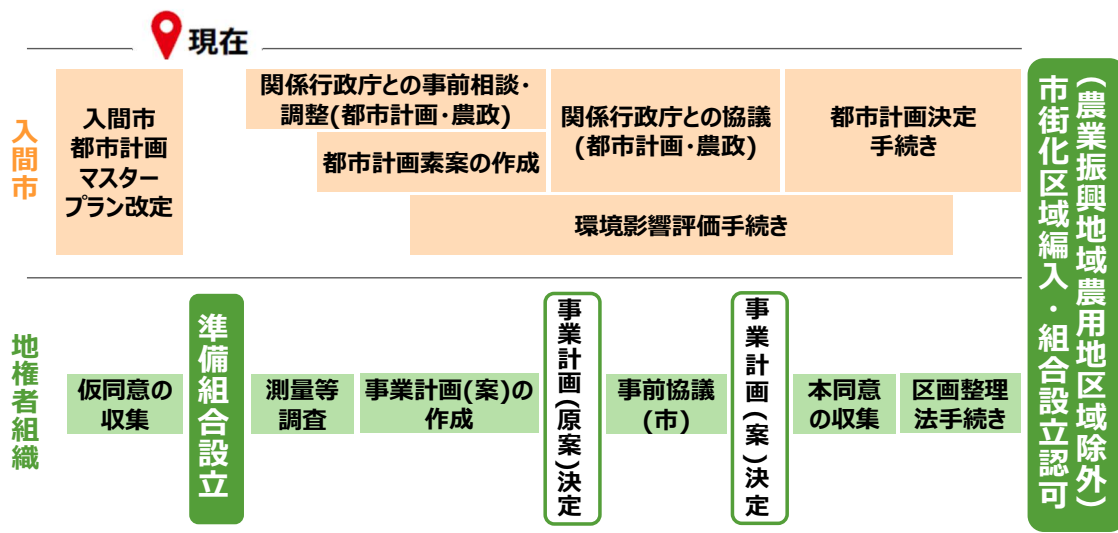 現在
入間市
入間市
都市計画
マスター
プラン改定
関係行政庁との事前相談・
調整(都市計画・農政)
都市計画素案の作成
関係行政庁との協議
(都市計画・農政)
都市計画決定
手続き
環境影響評価手続き
地権者組織
仮同意の
収集
準備組合設立
測量等
調査
事業計画(案)の
作成
事業計画(原案)決定
事前協議
(市)
事業計画(案)決定
本同意
の収集
区画整理
法手続き
(農業振興地域農用地区域除外)
市街化区域編入・組合設立認可